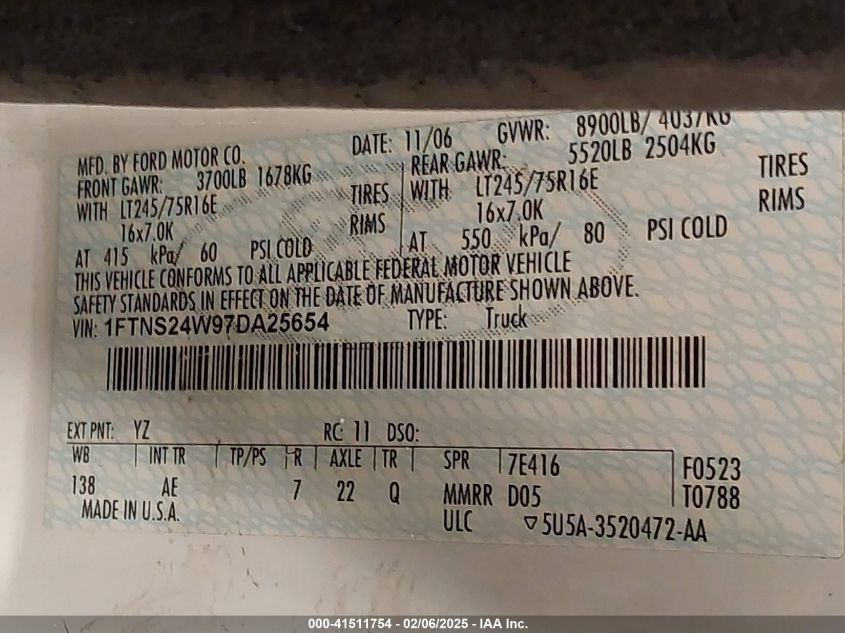 MFD. BY FORD MOTOR CO. DATE: 11/06 GVWR: 8900LB/ 4037KG
FRONT GAWR: 3700LB 1678KG REAR GAWR: 5520LB 2504KG
WITH LT245/75R16E TIRES WITH LT245/75R16E TIRES
16x7.0K RIMS 16x7.0K RIMS
AT 415 kPa/ 60 PSI COLD AT 550 kPa/ 80 PSI COLD
THIS VEHICLE CONFORMS TO ALL APPLICABLE FEDERAL MOTOR VEHICLE
SAFETY STANDARDS IN EFFECT ON THE DATE OF MANUFACTURE SHOWN ABOVE.
VIN: 1FTNS24W97DA25654 TYPE: Truck
EXT PNT: YZ RC: 11 DSO:
WB INT TR TP/PS R AXLE TR SPR 7E416 F0523
138 AE 7 22 Q MMRR D05 T0788
MADE IN U.S.A. ULC ▽5U5A-3520472-AA
000-41511754 - 02/06/2025 - IAA Inc.